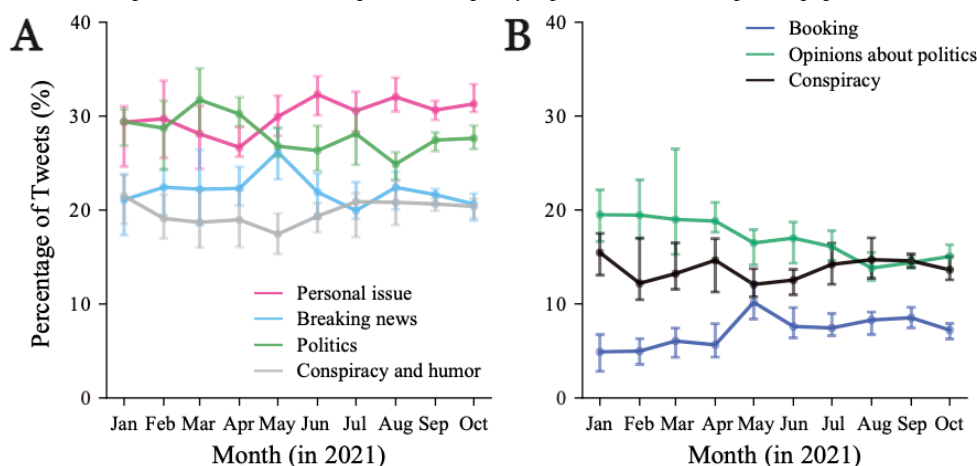 A
Percentage of Tweets (%)
40
30
20
10
0
Personal issue
Breaking news
Politics
Conspiracy and humor
Jan Feb Mar Apr May Jun Jul Aug Sep Oct
Month (in 2021)
B
40
30
20
10
0
Booking
Opinions about politics
Conspiracy
Jan Feb Mar Apr May Jun Jul Aug Sep Oct
Month (in 2021)